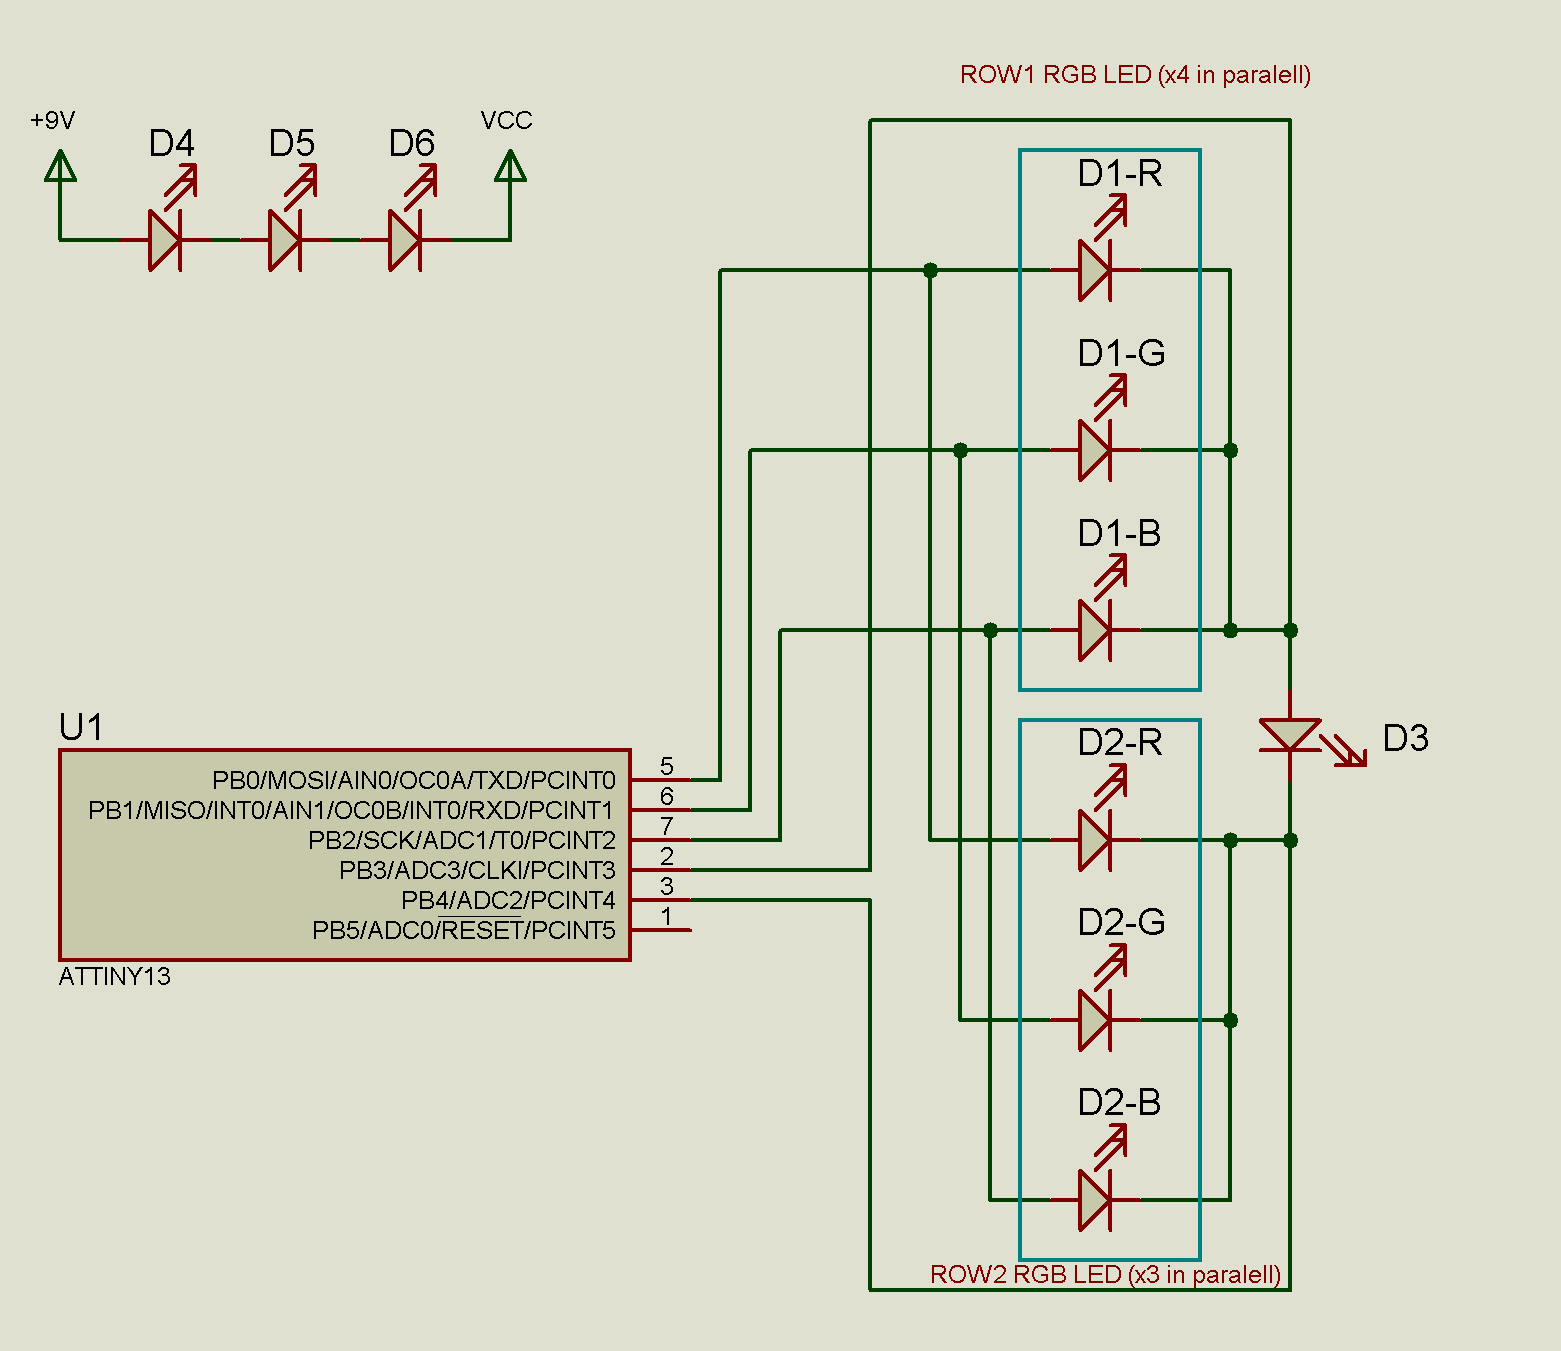 ROW1 RGB LED (x4 in paralell)
+9V
D4
D5
D6
VCC
D1-R
D1-G
D1-B
D3
U1
PB0/MOSI/AIN0/OC0A/TXD/PCINT0 5
PB1/MISO/INT0/AIN1/OC0B/INT0/RXD/PCINT1 6
PB2/SCK/ADC1/T0/PCINT2 7
PB3/ADC3/CLKI/PCINT3 2
PB4/ADC2/PCINT4 3
PB5/ADC0/RESET/PCINT5 1
ATTINY13
D2-R
D2-G
D2-B
ROW2 RGB LED (x3 in paralell)